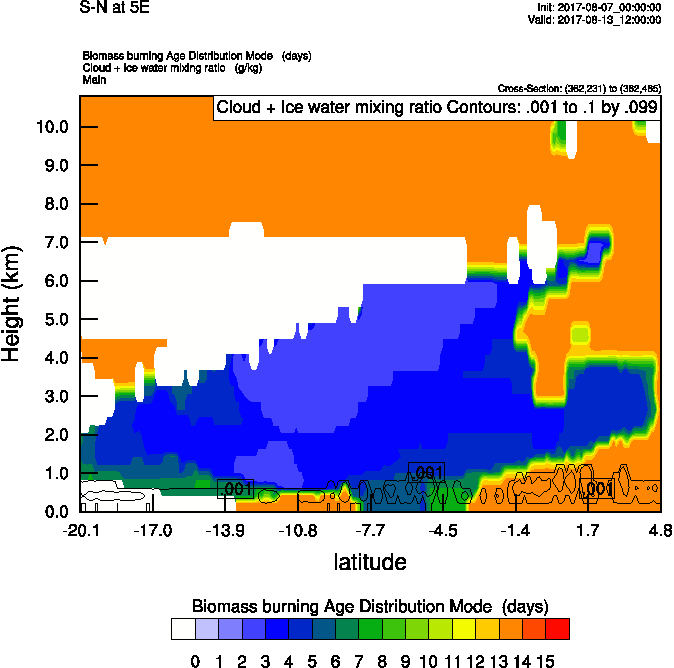 S-N at 5E
Init: 2017-08-07_00:00:00
Valid: 2017-08-13_12:00:00
Biomass burning Age Distribution Mode (days)
Cloud + Ice water mixing ratio (g/kg)
Main
Cross-Section: (362,231) to (362,485)
Cloud + Ice water mixing ratio Contours: .001 to .1 by .099
10.0
9.0
8.0
7.0
6.0
5.0
4.0
3.0
2.0
1.0
0.0
Height (km)
.001
.001
.001
-20.1 -17.0 -13.9 -10.8 -7.7 -4.5 -1.4 1.7 4.8
latitude
Biomass burning Age Distribution Mode (days)
0 1 2 3 4 5 6 7 8 9 10 11 12 13 14 15